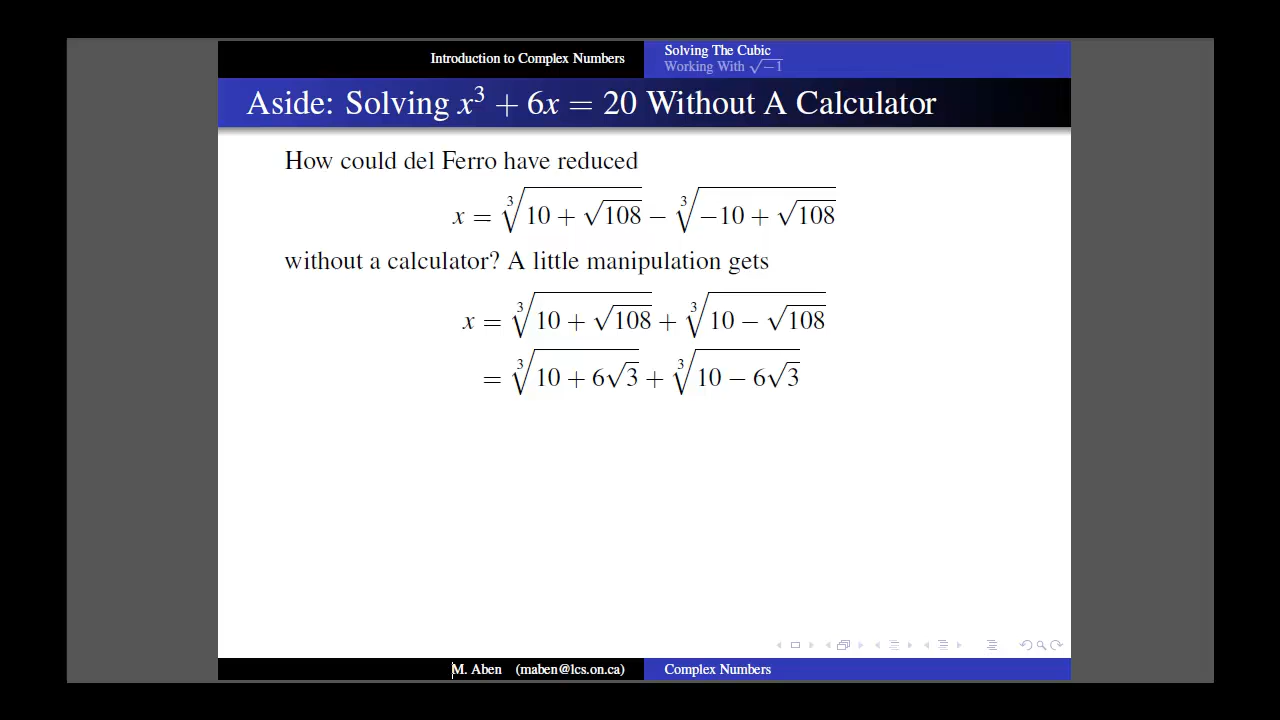 Introduction to Complex Numbers
Solving The Cubic
Working With √−1
Aside: Solving x³ + 6x = 20 Without A Calculator
How could del Ferro have reduced
x = ∛(10 + √108) − ∛(−10 + √108)
without a calculator? A little manipulation gets
x = ∛(10 + √108) + ∛(10 − √108)
= ∛(10 + 6√3) + ∛(10 − 6√3)
M. Aben (maben@lcs.on.ca)
Complex Numbers